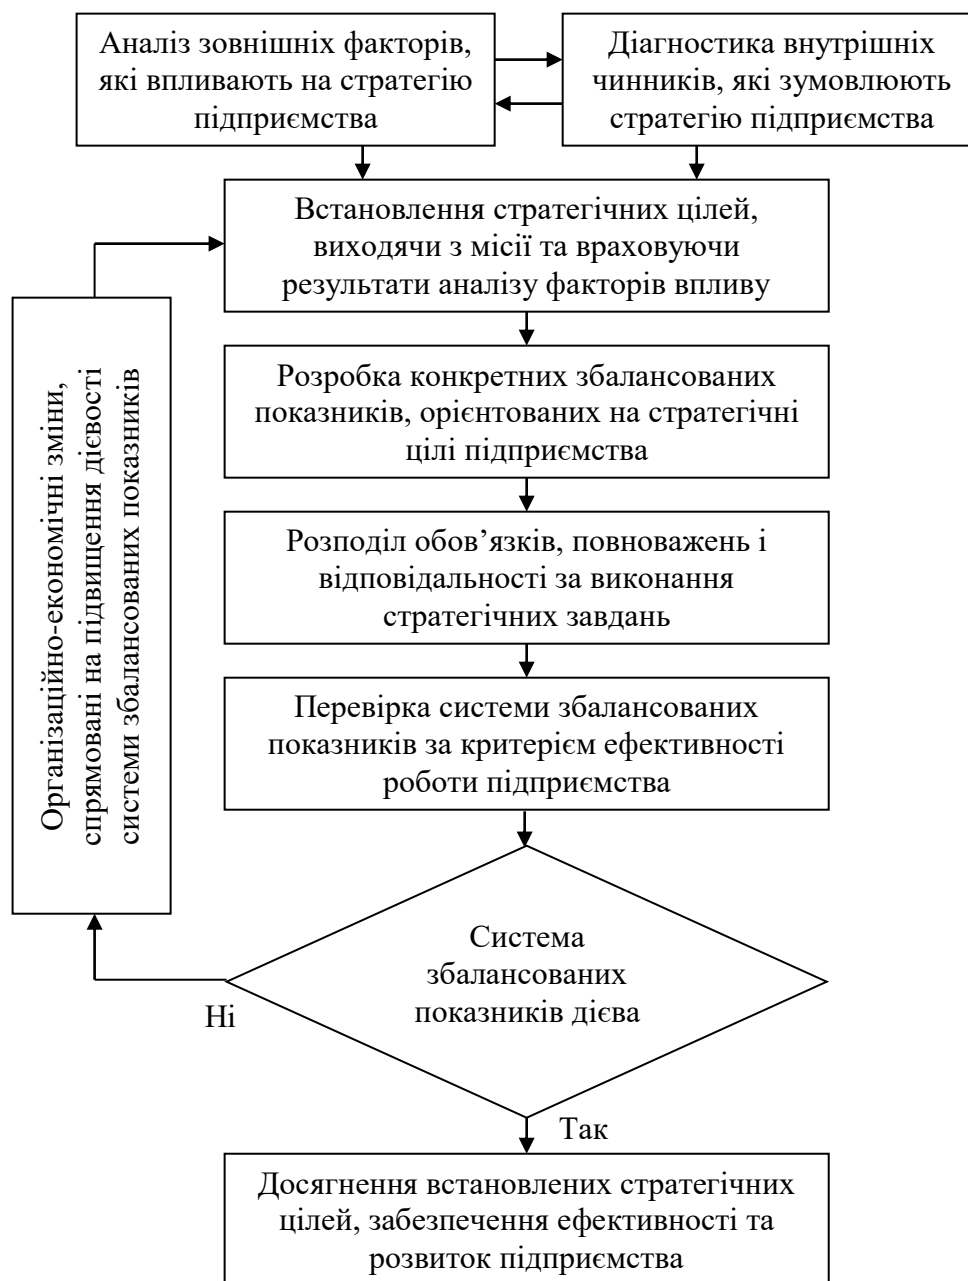 Аналіз зовнішніх факторів,
які впливають на стратегію
підприємства
Діагностика внутрішніх
чинників, які зумовлюють
стратегію підприємства
Встановлення стратегічних цілей,
виходячи з місії та враховуючи
результати аналізу факторів впливу
Розробка конкретних збалансованих
показників, орієнтованих на стратегічні
цілі підприємства
Розподіл обов’язків, повноважень і
відповідальності за виконання
стратегічних завдань
Перевірка системи збалансованих
показників за критерієм ефективності
роботи підприємства
Організаційно-економічні зміни,
спрямовані на підвищення дієвості
системи збалансованих показників
Система
збалансованих
показників дієва
Ні
Так
Досягнення встановлених стратегічних
цілей, забезпечення ефективності та
розвиток підприємства